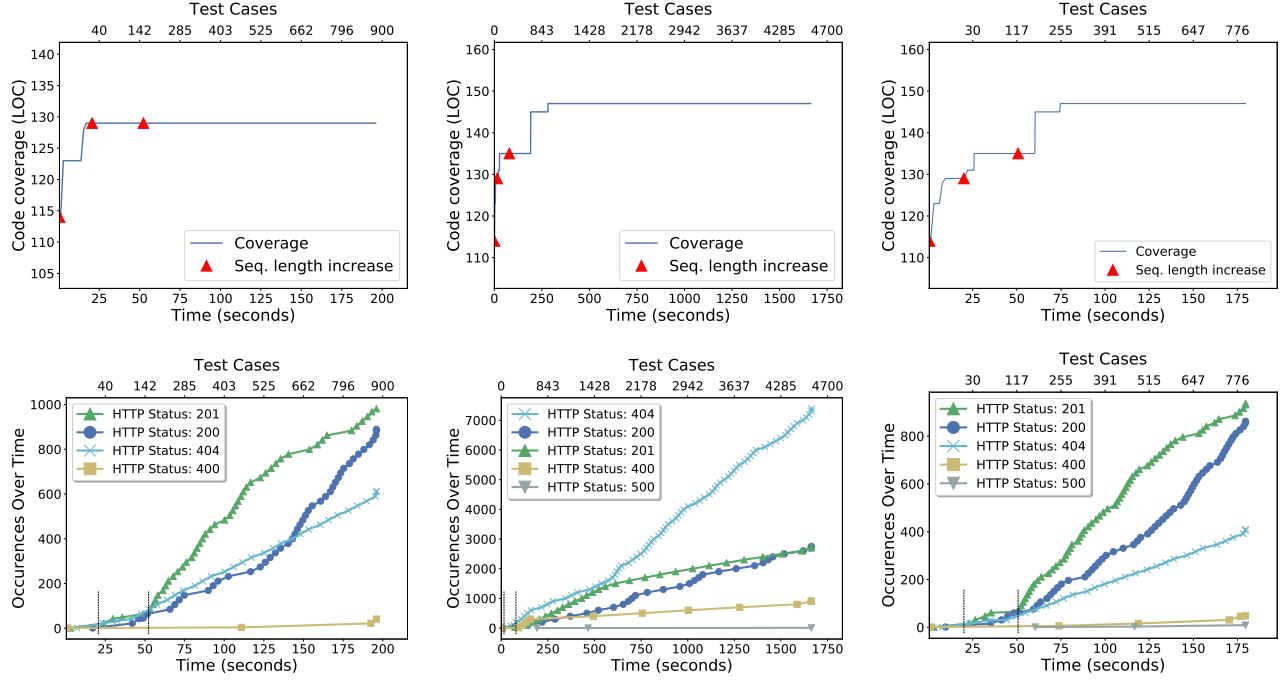 Test Cases
40 142 285 403 525 662 796 900
Code coverage (LOC)
140
135
130
125
120
115
110
105
Coverage
Seq. length increase
25 50 75 100 125 150 175 200
Time (seconds)
Test Cases
0 843 1428 2178 2942 3637 4285 4700
Code coverage (LOC)
160
150
140
130
120
110
Coverage
Seq. length increase
0 250 500 750 1000 1250 1500 1750
Time (seconds)
Test Cases
30 117 255 391 515 647 776
Code coverage (LOC)
160
150
140
130
120
110
Coverage
Seq. length increase
25 50 75 100 125 150 175
Time (seconds)
Test Cases
40 142 285 403 525 662 796 900
Occurences Over Time
1000
800
600
400
200
0
HTTP Status: 201
HTTP Status: 200
HTTP Status: 404
HTTP Status: 400
25 50 75 100 125 150 175 200
Time (seconds)
Test Cases
0 843 1428 2178 2942 3637 4285 4700
Occurences Over Time
7000
6000
5000
4000
3000
2000
1000
0
HTTP Status: 404
HTTP Status: 200
HTTP Status: 201
HTTP Status: 400
HTTP Status: 500
0 250 500 750 1000 1250 1500 1750
Time (seconds)
Test Cases
30 117 255 391 515 647 776
Occurences Over Time
800
600
400
200
0
HTTP Status: 201
HTTP Status: 200
HTTP Status: 404
HTTP Status: 400
HTTP Status: 500
25 50 75 100 125 150 175
Time (seconds)